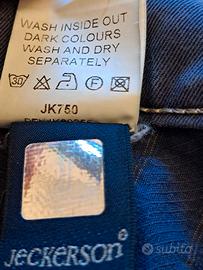 WASH INSIDE OUT
DARK COLOURS
WASH AND DRY
SEPARATELY
30
JK750
JeCKERSON®
subito